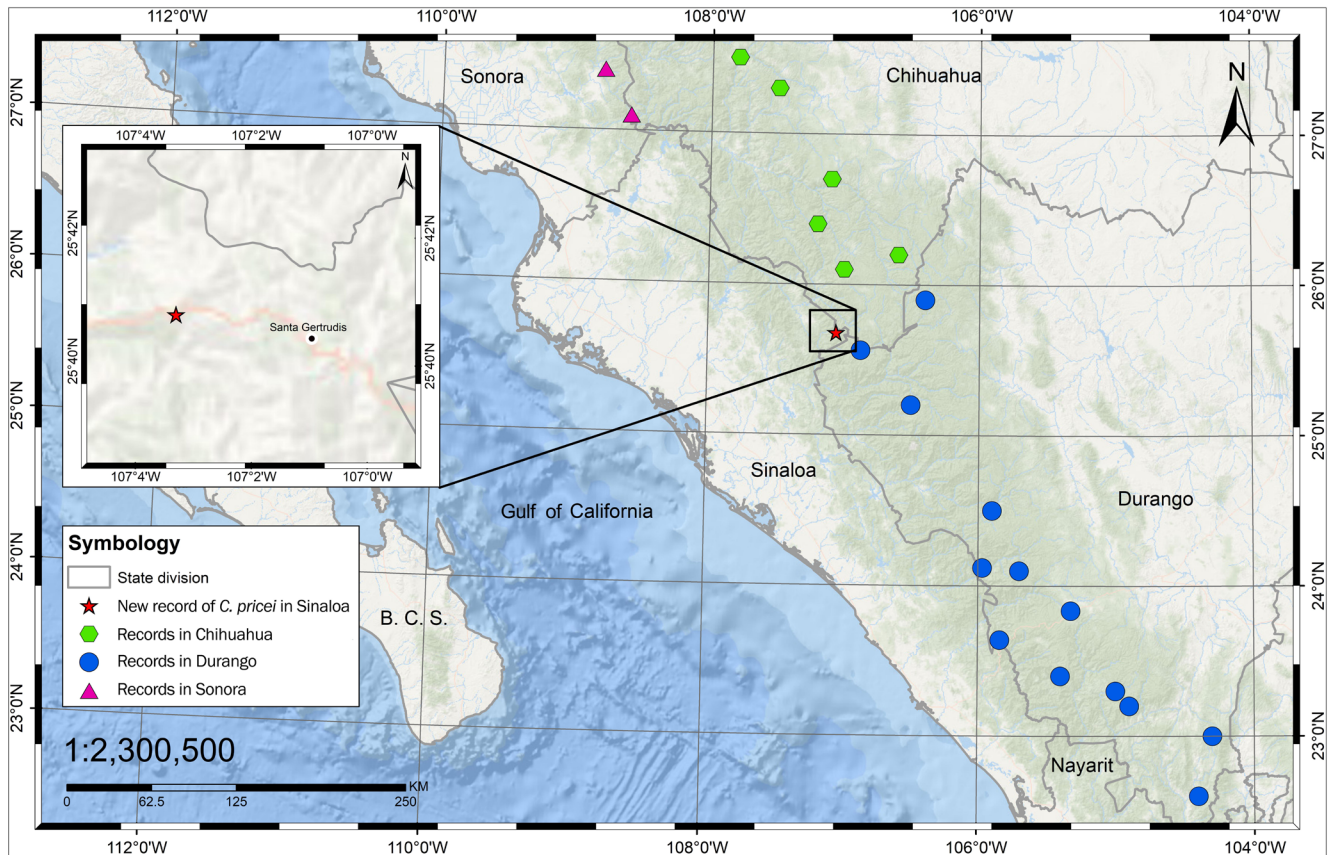 112°0'W 110°0'W 108°0'W 106°0'W 104°0'W
Sonora
Chihuahua
N
27°0'N
27°0'N
107°4'W 107°2'W 107°0'W
N
25°42'N
25°42'N
Santa Gertrudis
25°40'N
25°40'N
107°4'W 107°2'W 107°0'W
26°0'N
26°0'N
25°0'N
25°0'N
Sinaloa
Durango
Gulf of California
24°0'N
24°0'N
Symbology
State division
New record of C. pricei in Sinaloa
Records in Chihuahua
Records in Durango
Records in Sonora
B. C. S.
23°0'N
23°0'N
Nayarit
1:2,300,500
KM
0 62.5 125 250
112°0'W 110°0'W 108°0'W 106°0'W 104°0'W